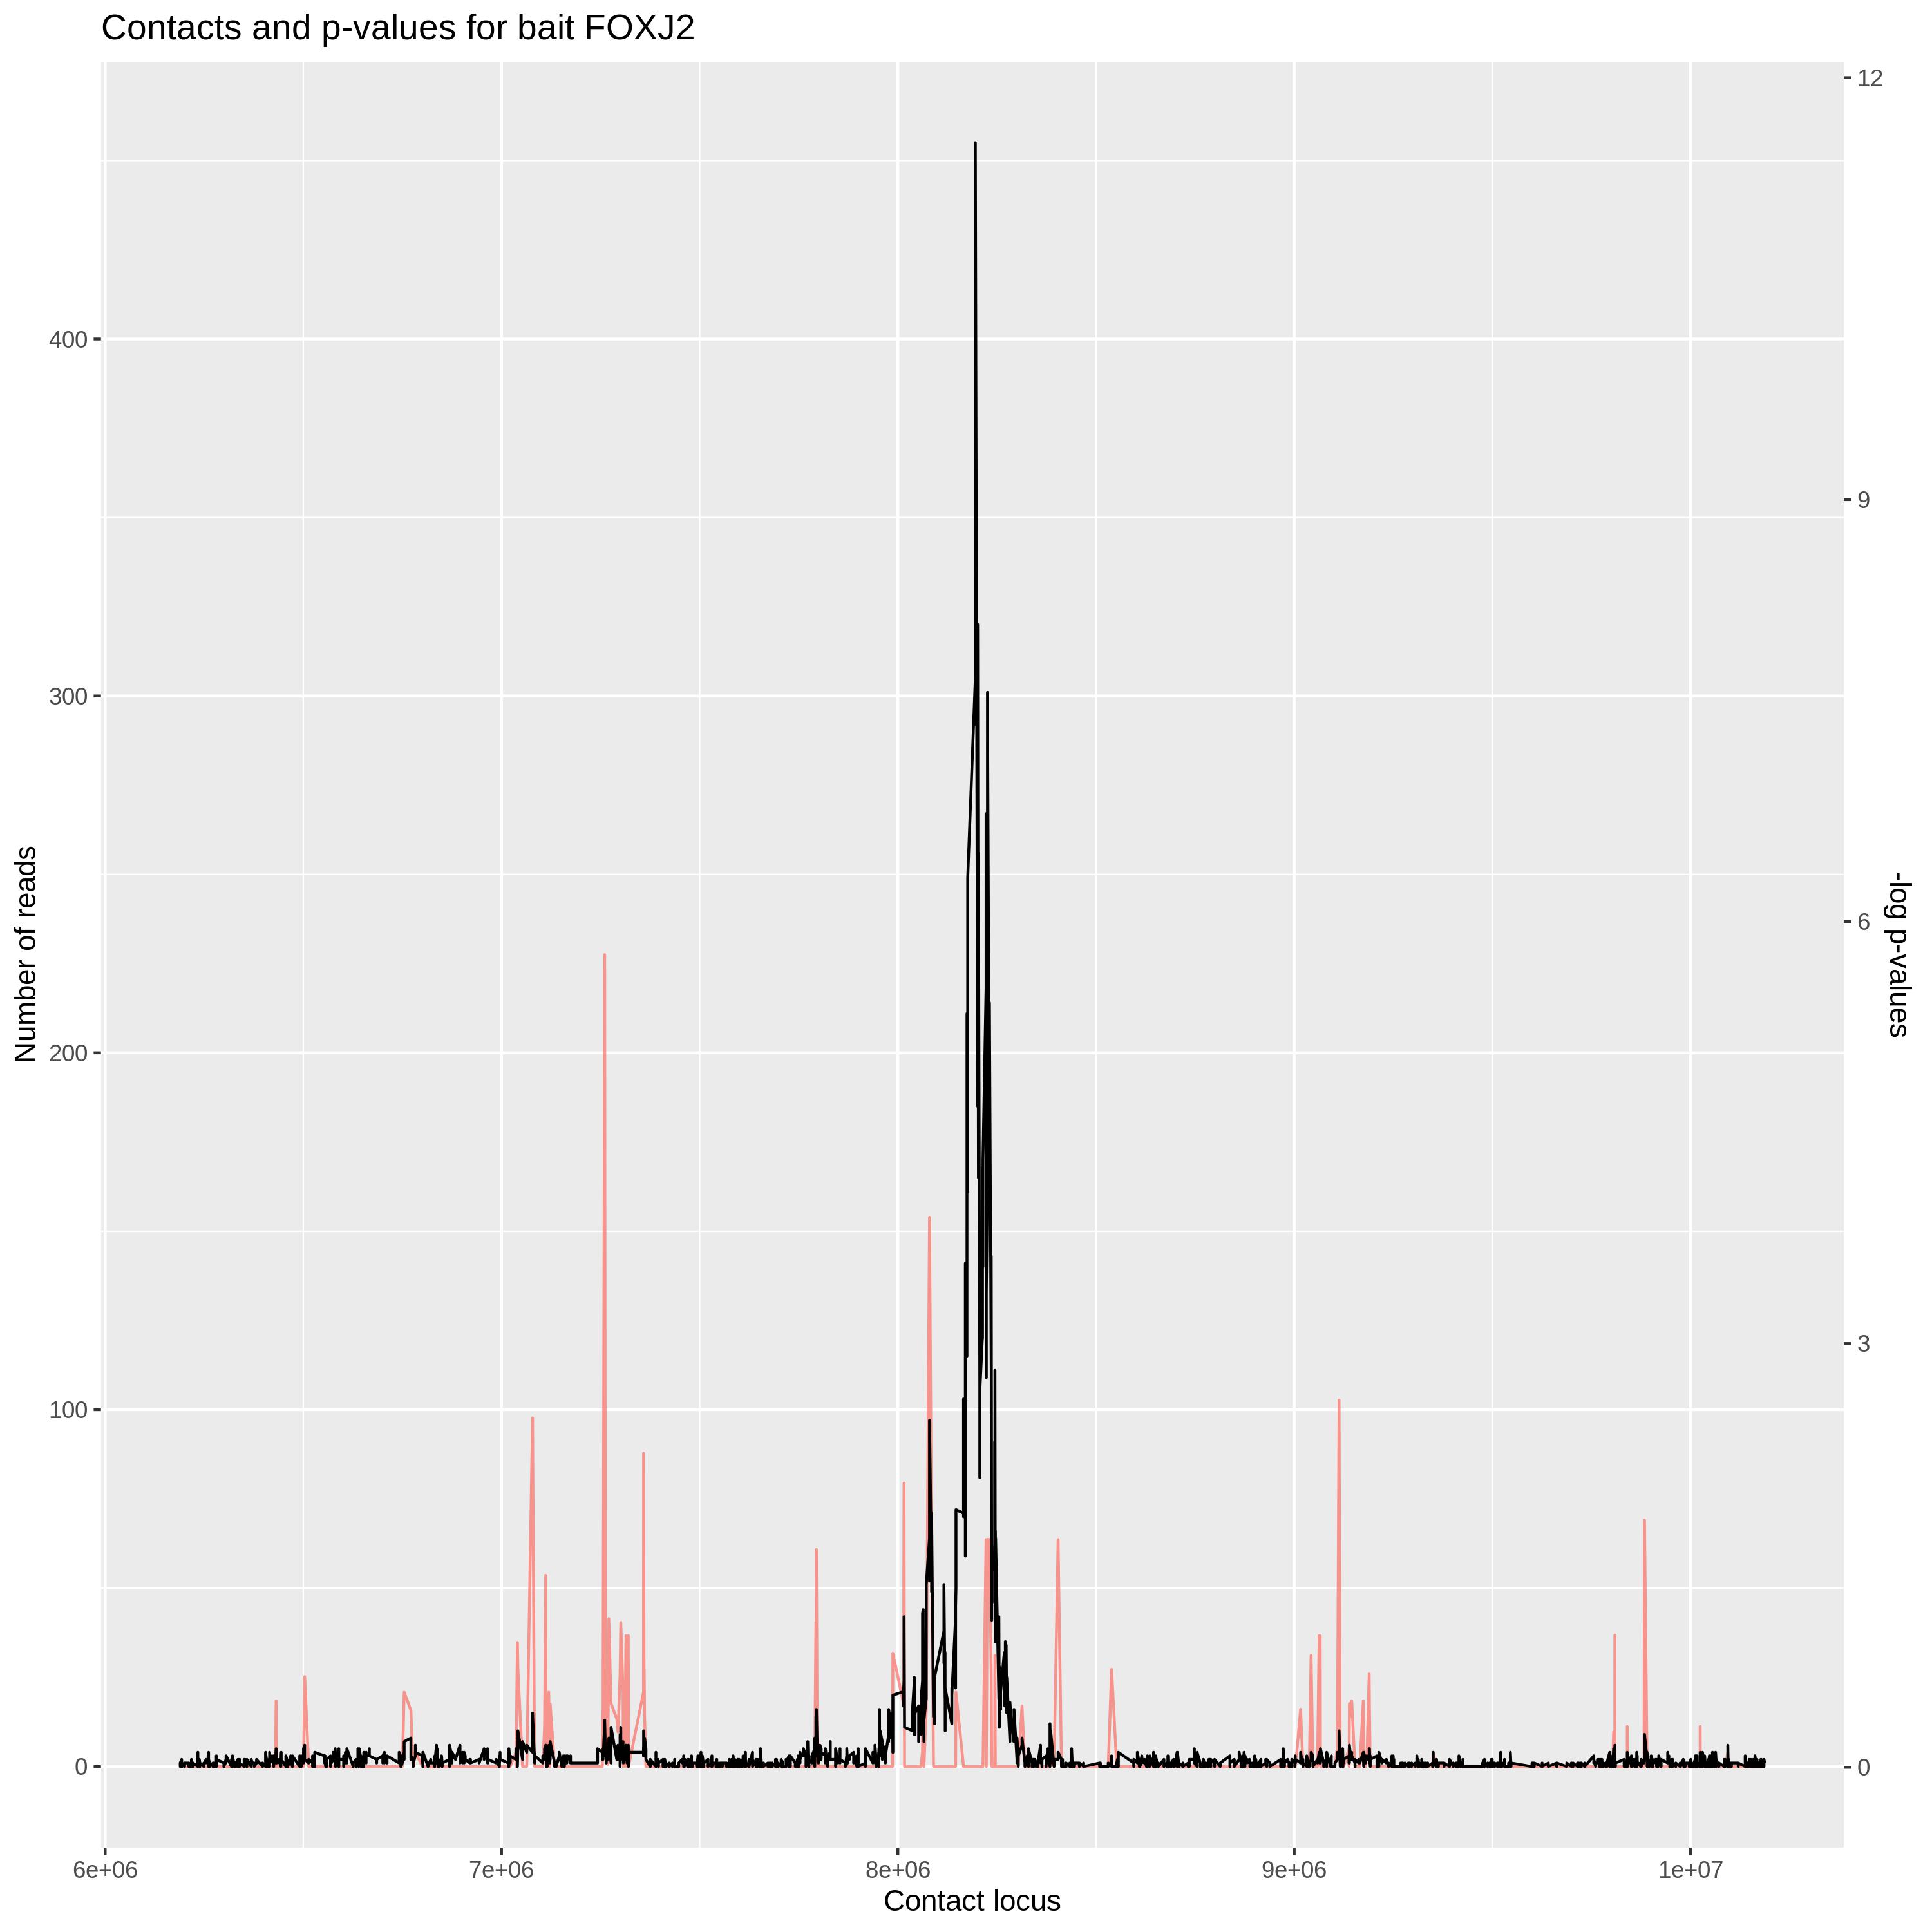 Contacts and p-values for bait FOXJ2
12
9
6
3
0
400
300
200
100
0
Number of reads
-log p-values
6e+06
7e+06
8e+06
9e+06
1e+07
Contact locus